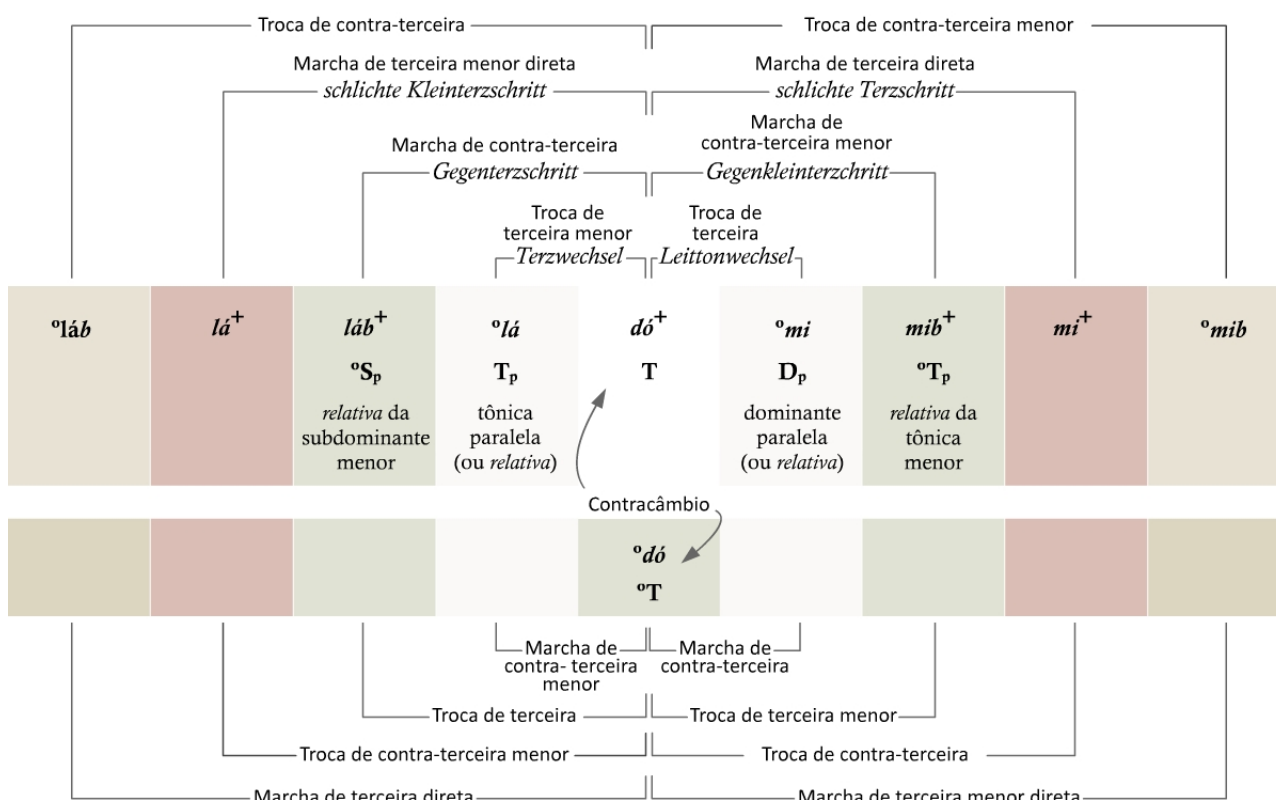 Troca de contra-terceira
Troca de contra-terceira menor
Marcha de terceira menor direta
schlichte Kleinterzschritt
Marcha de terceira direta
schlichte Terzschritt
Marcha de contra-terceira
Gegenterzschritt
Marcha de
contra-terceira menor
Gegenkleinterzchritt
Troca de
terceira menor
Terzwechsel
Troca de
terceira
Leittonwechsel
ºláb
lá+
láb+
ºSp
relativa da
subdominante
menor
ºlá
Tp
tônica
paralela
(ou relativa)
dó+
T
ºmi
Dp
dominante
paralela
(ou relativa)
mib+
ºTp
relativa da
tônica
menor
mi+
ºmib
Contracâmbio
ºdó
ºT
Marcha de
contra- terceira
menor
Marcha de
contra-terceira
Troca de terceira
Troca de terceira menor
Troca de contra-terceira menor
Troca de contra-terceira
Marcha de terceira direta
Marcha de terceira menor direta